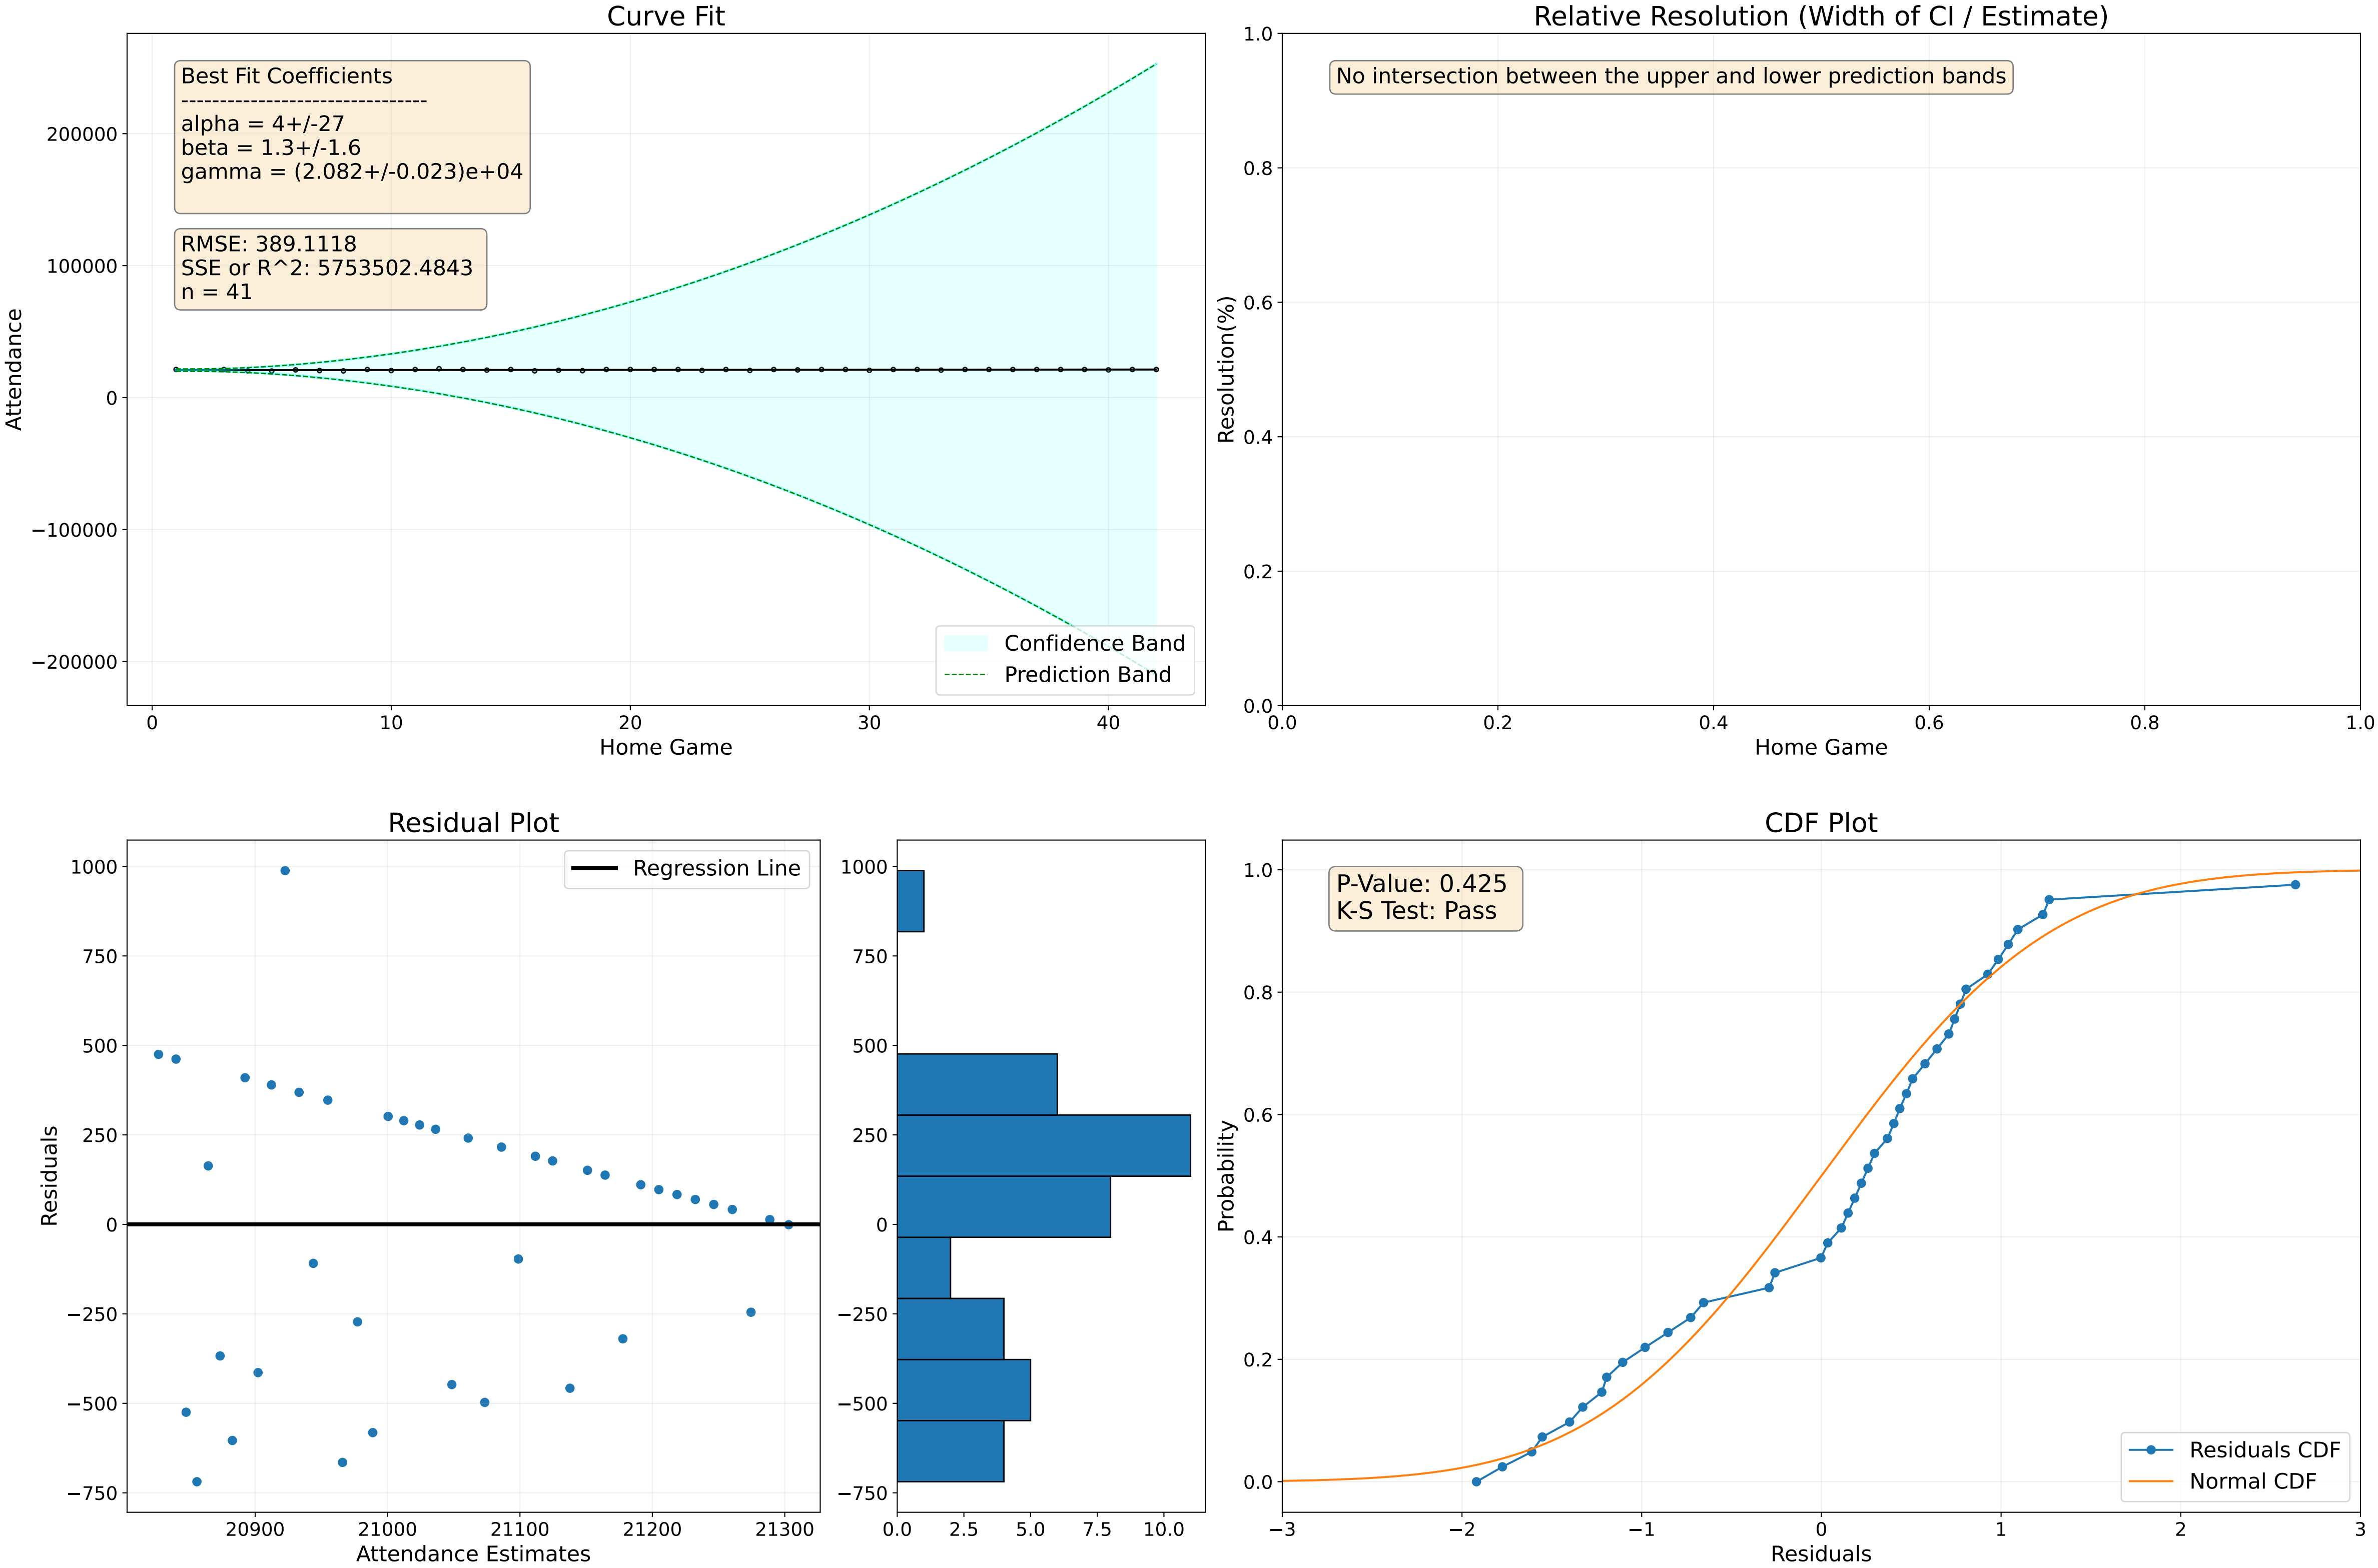 Curve Fit
Best Fit Coefficients
--------------------------------
alpha = 4+/-27
beta = 1.3+/-1.6
gamma = (2.082+/-0.023)e+04
RMSE: 389.1118
SSE or R^2: 5753502.4843
n = 41
200000
100000
0
−100000
−200000
Attendance
Confidence Band
Prediction Band
0 10 20 30 40
Home Game
Relative Resolution (Width of CI / Estimate)
No intersection between the upper and lower prediction bands
1.0
0.8
0.6
0.4
0.2
0.0
Resolution(%)
0.0 0.2 0.4 0.6 0.8 1.0
Home Game
Residual Plot
Regression Line
1000
750
500
250
0
−250
−500
−750
Residuals
20900 21000 21100 21200 21300
Attendance Estimates
1000
750
500
250
0
−250
−500
−750
0.0 2.5 5.0 7.5 10.0
CDF Plot
P-Value: 0.425
K-S Test: Pass
1.0
0.8
0.6
0.4
0.2
0.0
Probability
Residuals CDF
Normal CDF
−3 −2 −1 0 1 2 3
Residuals